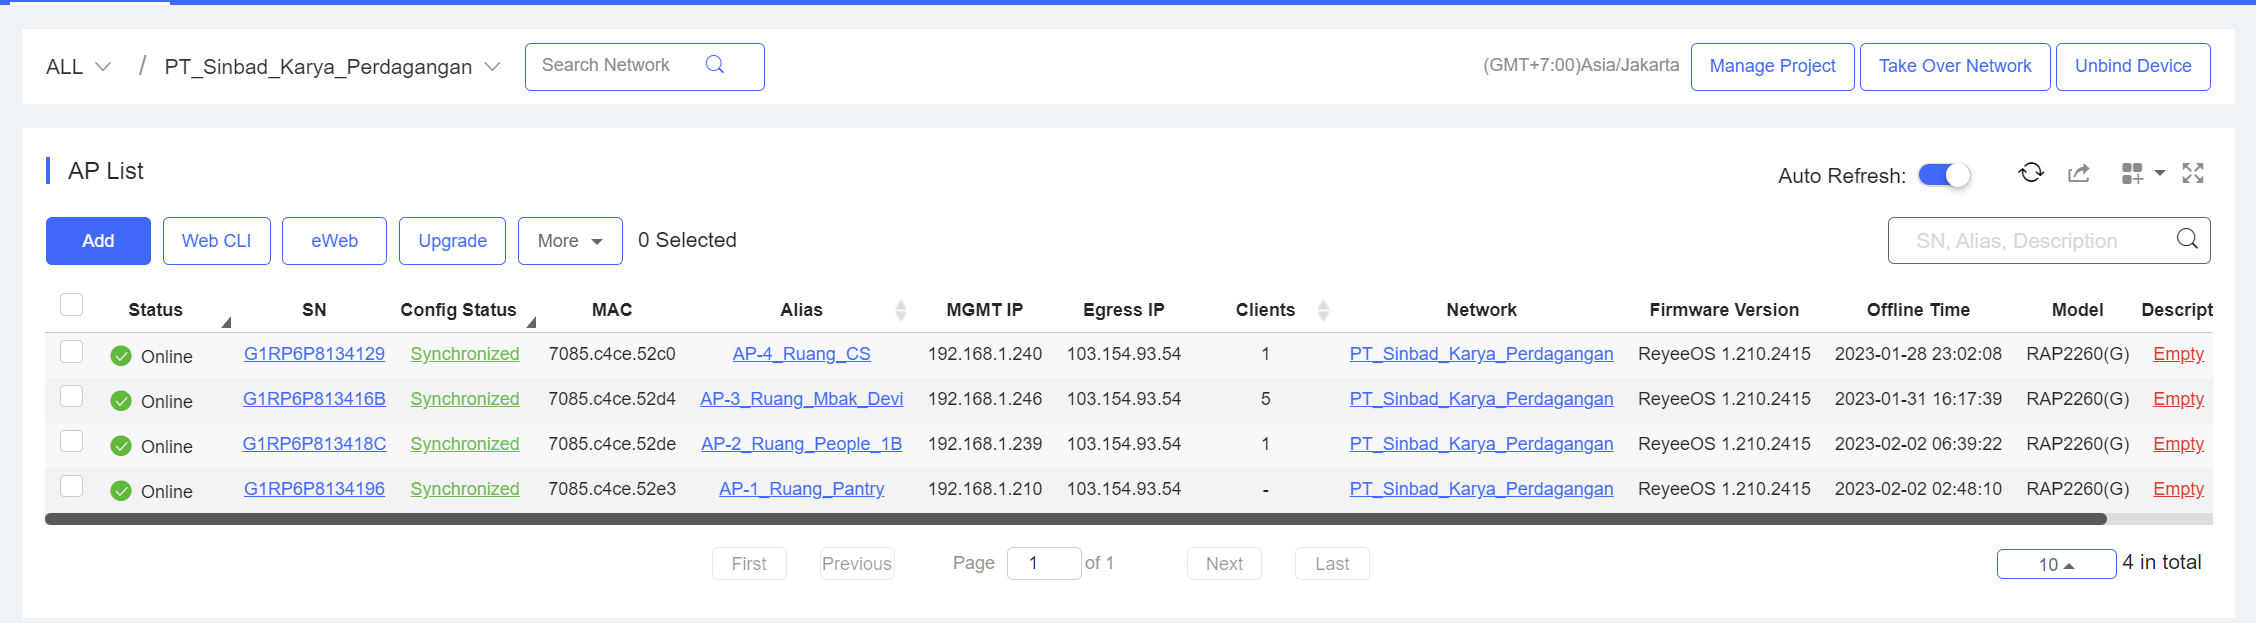 ALL / PT_Sinbad_Karya_Perdagangan Search Network (GMT+7:00)Asia/Jakarta Manage Project Take Over Network Unbind Device
AP List Auto Refresh:
Add Web CLI eWeb Upgrade More 0 Selected SN, Alias, Description
Status SN Config Status MAC Alias MGMT IP Egress IP Clients Network Firmware Version Offline Time Model Descript
Online G1RP6P8134129 Synchronized 7085.c4ce.52c0 AP-4_Ruang_CS 192.168.1.240 103.154.93.54 1 PT_Sinbad_Karya_Perdagangan ReyeeOS 1.210.2415 2023-01-28 23:02:08 RAP2260(G) Empty
Online G1RP6P813416B Synchronized 7085.c4ce.52d4 AP-3_Ruang_Mbak_Devi 192.168.1.246 103.154.93.54 5 PT_Sinbad_Karya_Perdagangan ReyeeOS 1.210.2415 2023-01-31 16:17:39 RAP2260(G) Empty
Online G1RP6P813418C Synchronized 7085.c4ce.52de AP-2_Ruang_People_1B 192.168.1.239 103.154.93.54 1 PT_Sinbad_Karya_Perdagangan ReyeeOS 1.210.2415 2023-02-02 06:39:22 RAP2260(G) Empty
Online G1RP6P8134196 Synchronized 7085.c4ce.52e3 AP-1_Ruang_Pantry 192.168.1.210 103.154.93.54 - PT_Sinbad_Karya_Perdagangan ReyeeOS 1.210.2415 2023-02-02 02:48:10 RAP2260(G) Empty
First Previous Page 1 of 1 Next Last 10 4 in total